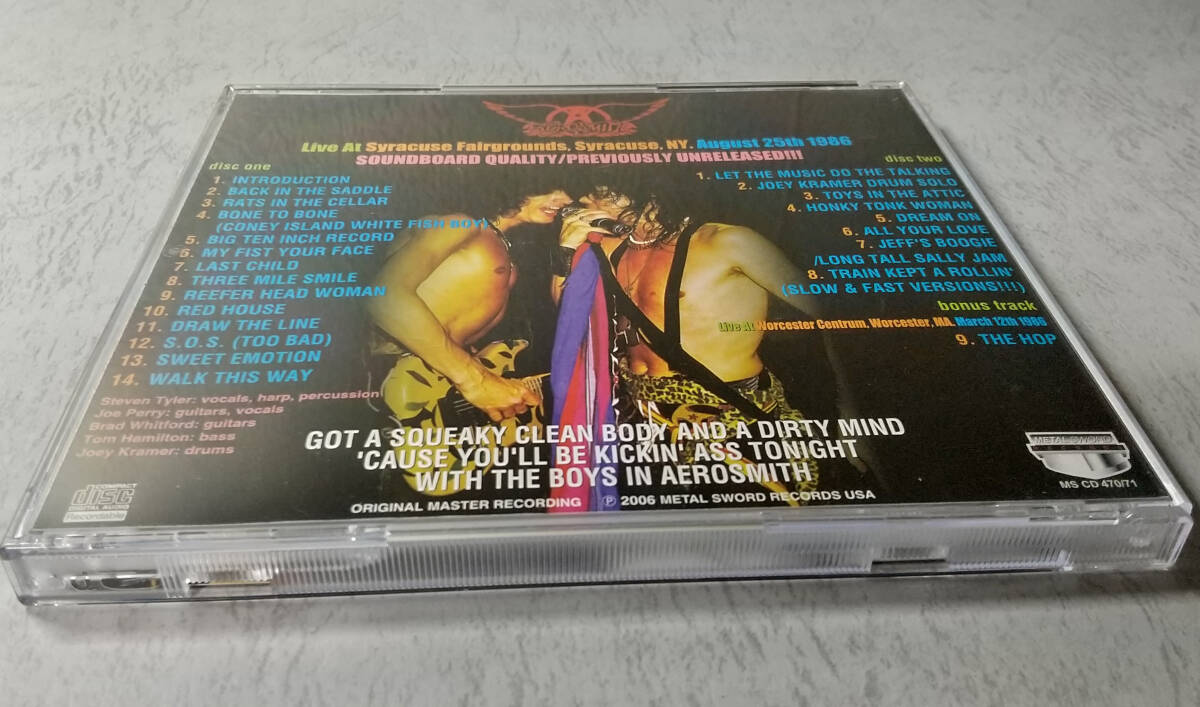 AEROSMITH
Live At Syracuse Fairgrounds, Syracuse, NY. August 25th 1986
SOUNDBOARD QUALITY/PREVIOUSLY UNRELEASED!!!
disc one
1. INTRODUCTION
2. BACK IN THE SADDLE
3. RATS IN THE CELLAR
4. BONE TO BONE
(CONEY ISLAND WHITE FISH BOY)
5. BIG TEN INCH RECORD
6. MY FIST YOUR FACE
7. LAST CHILD
8. THREE MILE SMILE
9. REEFER HEAD WOMAN
10. RED HOUSE
11. DRAW THE LINE
12. S.O.S. (TOO BAD)
13. SWEET EMOTION
14. WALK THIS WAY
Steven Tyler: vocals, harp, percussion
Joe Perry: guitars, vocals
Brad Whitford: guitars
Tom Hamilton: bass
Joey Kramer: drums
disc two
1. LET THE MUSIC DO THE TALKING
2. JOEY KRAMER DRUM SOLO
3. TOYS IN THE ATTIC
4. HONKY TONK WOMAN
5. DREAM ON
6. ALL YOUR LOVE
7. JEFF'S BOOGIE
/LONG TALL SALLY JAM
8. TRAIN KEPT A ROLLIN'
(SLOW & FAST VERSIONS!!!)
bonus track
Live At Worcester Centrum, Worcester, MA. March 12th 1986
9. THE HOP
GOT A SQUEAKY CLEAN BODY AND A DIRTY MIND
'CAUSE YOU'LL BE KICKIN' ASS TONIGHT
WITH THE BOYS IN AEROSMITH
ORIGINAL MASTER RECORDING ℗ 2006 METAL SWORD RECORDS USA
COMPACT
disc
DIGITAL AUDIO
Recordable
METAL SWORD
MS CD 470/71